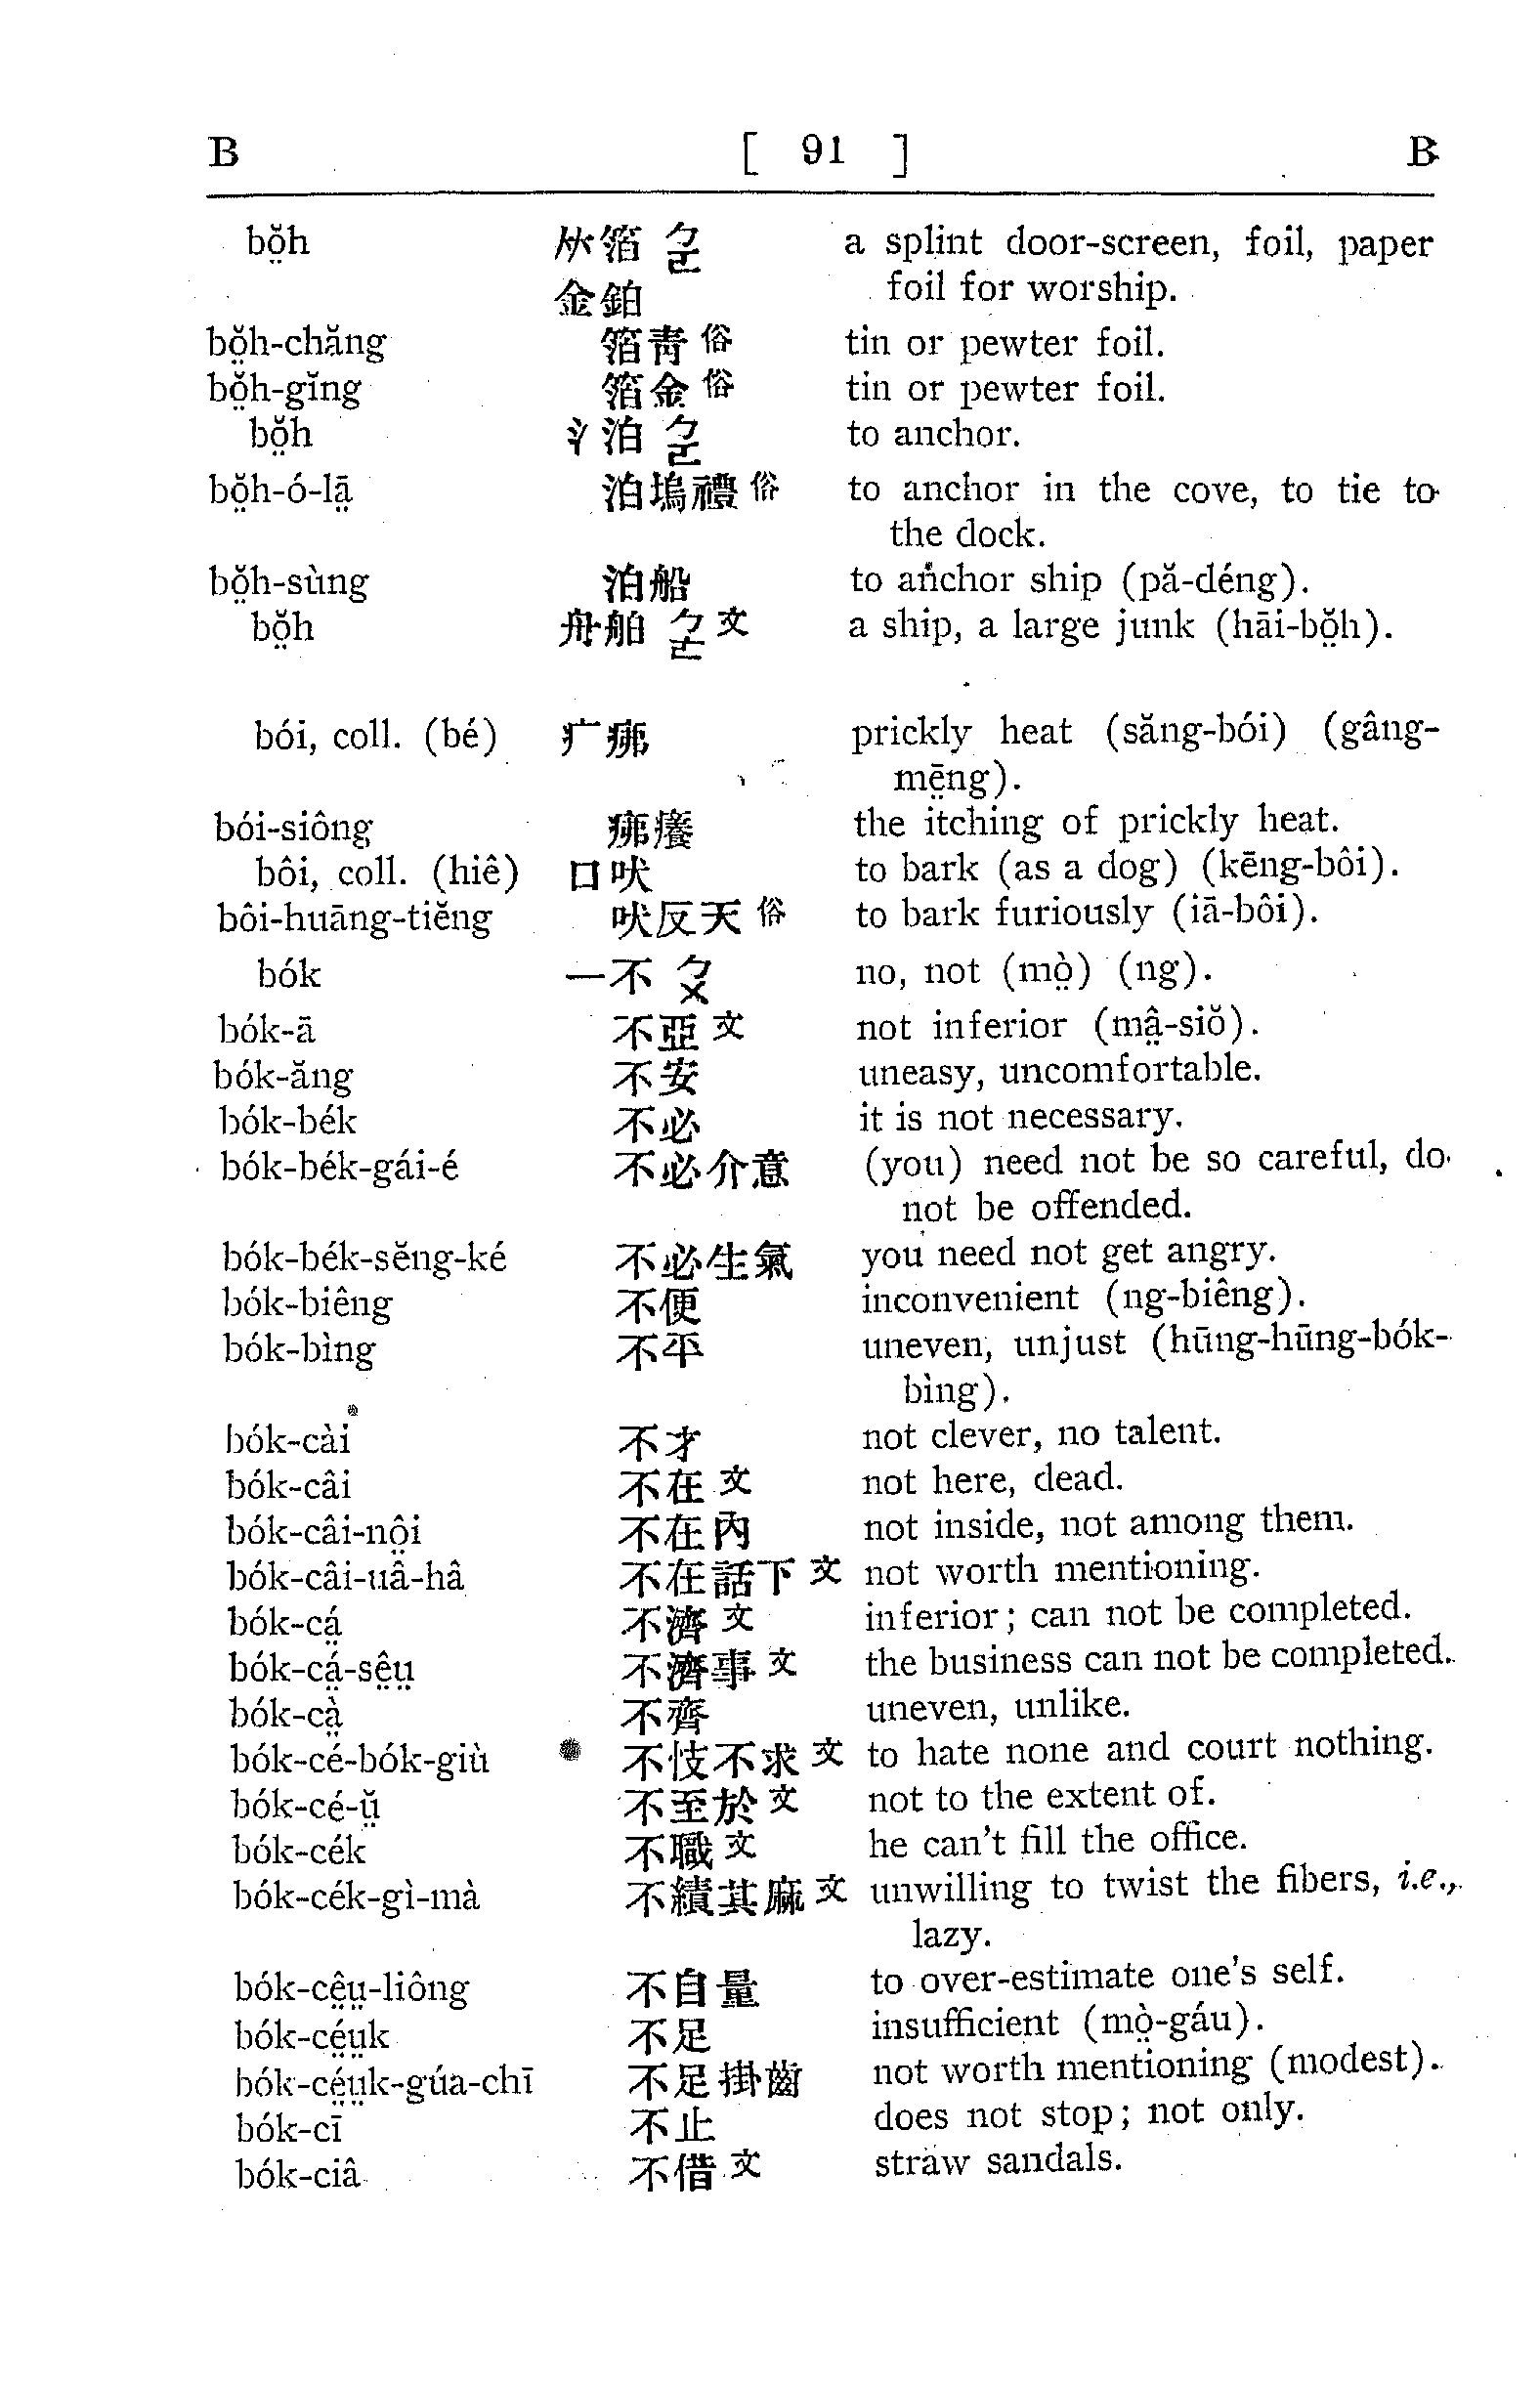 B [ 91 ] B
bŏ̤h 竹箔 ㄅㄛ a splint door-screen, foil, paper
金鉑 foil for worship.
bŏ̤h-chăng 箔青 俗 tin or pewter foil.
bŏ̤h-gĭng 箔金 俗 tin or pewter foil.
bŏ̤h 氵泊 ㄅㄛ to anchor.
bŏ̤h-ó-lā̤ 泊塢禮 俗 to anchor in the cove, to tie to
the dock.
bŏ̤h-sùng 泊船 to anchor ship (pă-déng).
bŏ̤h 舟舶 ㄅㄛ 文 a ship, a large junk (hāi-bŏ̤h).
bói, coll. (bé) 疒疿 prickly heat (săng-bói) (gâng-
mē̤ng).
bói-siông 疿癢 the itching of prickly heat.
bôi, coll. (hiê) 口吠 to bark (as a dog) (kēng-bôi).
bôi-huāng-tiĕng 吠反天 俗 to bark furiously (iā-bôi).
bók 一不 ㄅㄨ no, not (mò̤) (ng).
bók-ā 不亞 文 not inferior (mâ̤-siŏ).
bók-ăng 不安 uneasy, uncomfortable.
bók-bék 不必 it is not necessary.
bók-bék-gái-é 不必介意 (you) need not be so careful, do
not be offended.
bók-bék-sĕng-ké 不必生氣 you need not get angry.
bók-biêng 不便 inconvenient (ng-biêng).
bók-bìng 不平 uneven, unjust (hūng-hūng-bók-
bìng).
bók-cài 不才 not clever, no talent.
bók-câi 不在 文 not here, dead.
bók-câi-nô̤i 不在內 not inside, not among them.
bók-câi-uâ-hâ 不在話下 文 not worth mentioning.
bók-cá̤ 不濟 文 inferior; can not be completed.
bók-cá̤-sê̤ṳ 不濟事 文 the business can not be completed.
bók-cà̤ 不齊 uneven, unlike.
bók-cé-bók-giù 不忮不求 文 to hate none and court nothing.
bók-cé-ṳ̆ 不至於 文 not to the extent of.
bók-cék 不職 文 he can't fill the office.
bók-cék-gì-mà 不績其麻 文 unwilling to twist the fibers, i.e.,
lazy.
bók-cê̤ṳ-liông 不自量 to over-estimate one's self.
bók-cé̤ṳk 不足 insufficient (mò̤-gáu).
bók-cé̤ṳk-gúa-chī 不足掛齒 not worth mentioning (modest).
bók-cī 不止 does not stop; not only.
bók-ciâ 不借 文 straw sandals.